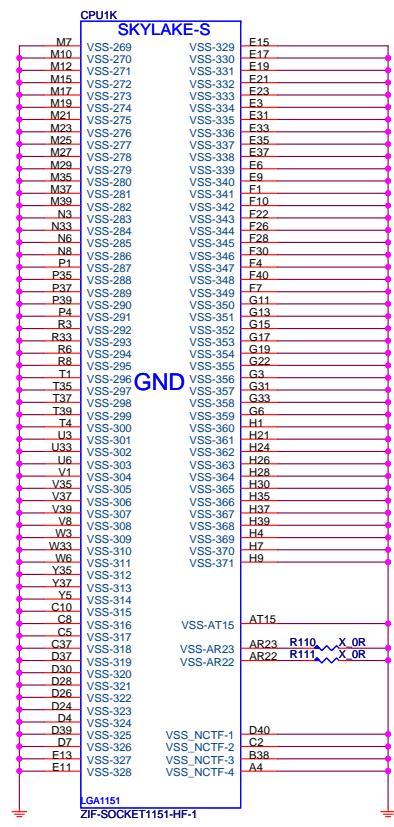 CPU1K
SKYLAKE-S
M7 VSS-269 VSS-329 E15
M10 VSS-270 VSS-330 E17
M12 VSS-271 VSS-331 E19
M15 VSS-272 VSS-332 E21
M17 VSS-273 VSS-333 E23
M19 VSS-274 VSS-334 E3
M21 VSS-275 VSS-335 E31
M23 VSS-276 VSS-336 E33
M25 VSS-277 VSS-337 E35
M27 VSS-278 VSS-338 E37
M29 VSS-279 VSS-339 E6
M35 VSS-280 VSS-340 E9
M37 VSS-281 VSS-341 F1
M39 VSS-282 VSS-342 F10
N3 VSS-283 VSS-343 F22
N33 VSS-284 VSS-344 F26
N6 VSS-285 VSS-345 F28
N8 VSS-286 VSS-346 F30
P1 VSS-287 VSS-347 F4
P35 VSS-288 VSS-348 F40
P37 VSS-289 VSS-349 F7
P39 VSS-290 VSS-350 G11
P4 VSS-291 VSS-351 G13
R3 VSS-292 VSS-352 G15
R33 VSS-293 VSS-353 G17
R6 VSS-294 VSS-354 G19
R8 VSS-295 VSS-355 G22
T1 VSS-296 VSS-356 G3
GND
T35 VSS-297 VSS-357 G31
T37 VSS-298 VSS-358 G33
T39 VSS-299 VSS-359 G6
T4 VSS-300 VSS-360 H1
U3 VSS-301 VSS-361 H21
U33 VSS-302 VSS-362 H24
U6 VSS-303 VSS-363 H26
V1 VSS-304 VSS-364 H28
V35 VSS-305 VSS-365 H30
V37 VSS-306 VSS-366 H35
V39 VSS-307 VSS-367 H37
V8 VSS-308 VSS-368 H39
W3 VSS-309 VSS-369 H4
W33 VSS-310 VSS-370 H7
W6 VSS-311 VSS-371 H9
Y35 VSS-312
Y37 VSS-313
Y5 VSS-314
C10 VSS-315
C8 VSS-316 VSS-AT15 AT15
C5 VSS-317
C37 VSS-318 VSS-AR23 AR23 R110 X_0R
D37 VSS-319 VSS-AR22 AR22 R111 X_0R
D30 VSS-320
D28 VSS-321
D26 VSS-322
D24 VSS-323
D4 VSS-324
D39 VSS-325 VSS_NCTF-1 D40
D7 VSS-326 VSS_NCTF-2 C2
E13 VSS-327 VSS_NCTF-3 B38
E11 VSS-328 VSS_NCTF-4 A4
LGA1151
ZIF-SOCKET1151-HF-1